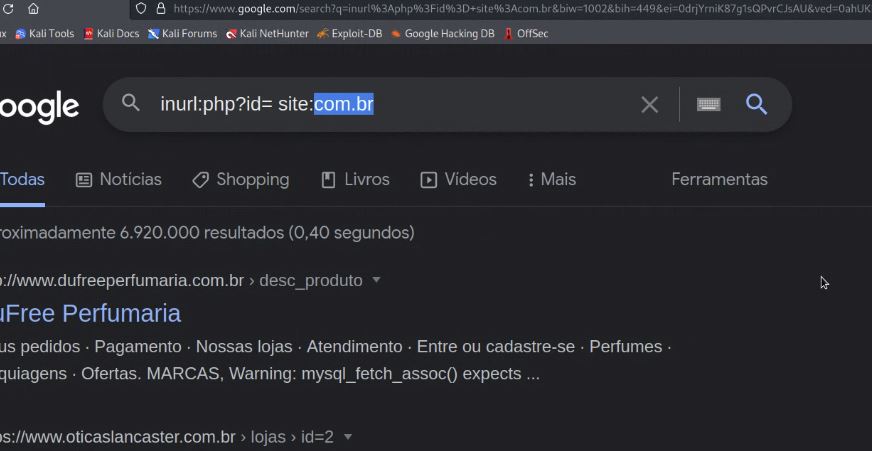 https://www.google.com/search?q=inurl%3Aphp%3Fid%3D+site%3Acom.br&biw=1002&bih=449&ei=0drjYrniK87g1sQPvrCJsAU&ved=0ahUK
Kali Tools Kali Docs Kali Forums Kali NetHunter Exploit-DB Google Hacking DB OffSec
oogle
inurl:php?id= site:com.br
Todas Notícias Shopping Livros Vídeos Mais Ferramentas
roximadamente 6.920.000 resultados (0,40 segundos)
p://www.dufreeperfumaria.com.br › desc_produto
uFree Perfumaria
us pedidos · Pagamento · Nossas lojas · Atendimento · Entre ou cadastre-se · Perfumes ·
quiagens · Ofertas. MARCAS, Warning: mysql_fetch_assoc() expects ...
ps://www.oticaslancaster.com.br › lojas › id=2